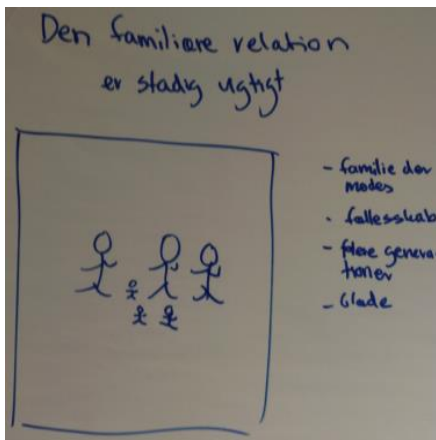 Den familiære relation
er stadig vigtigt
- familie der
mødes
- fællesskab
- flere genera
tioner
- Glade